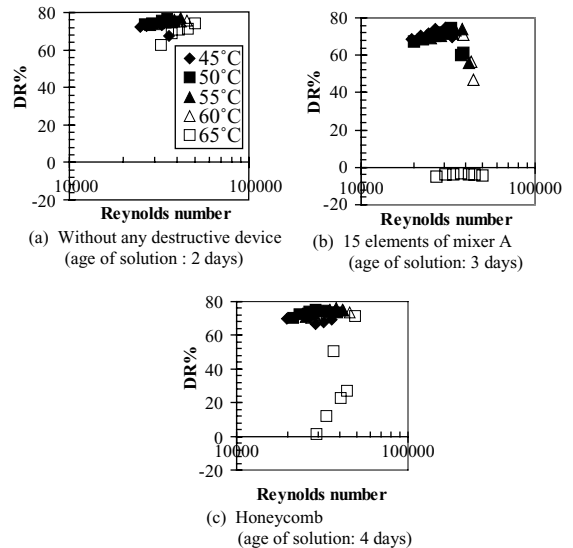 80
60
40
20
0
-20
DR%
45°C
50°C
55°C
60°C
65°C
10000
100000
Reynolds number
(a) Without any destructive device
(age of solution : 2 days)
80
60
40
20
0
-20
DR%
10000
100000
Reynolds number
(b) 15 elements of mixer A
(age of solution: 3 days)
80
60
40
20
0
-20
DR%
10000
100000
Reynolds number
(c) Honeycomb
(age of solution: 4 days)